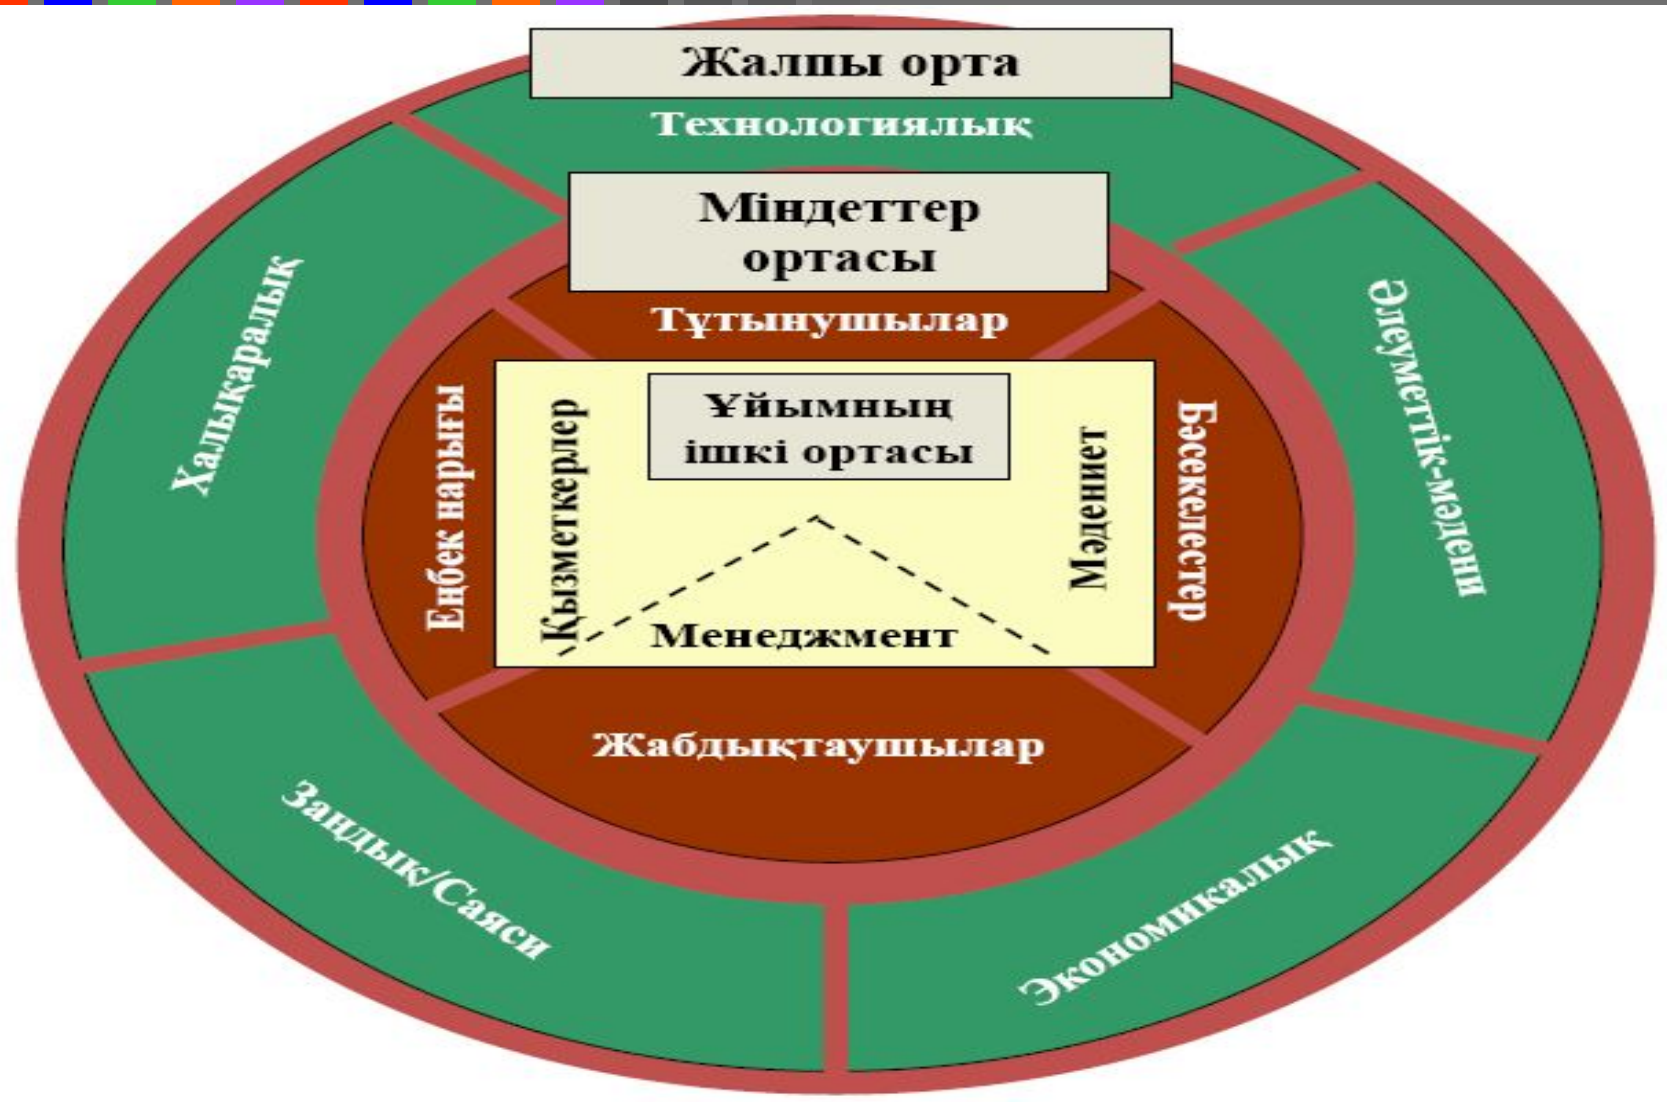 Жалпы орта
Технологиялық
Міндеттер
ортасы
Тұтынушылар
Халықаралық
Әлеуметтік-мәдени
Еңбек нарығы
Қызметкерлер
Ұйымның
ішкі ортасы
Мәдениет
Бәсекелестер
Менеджмент
Жабдықтаушылар
Заңдық/Саяси
Экономикалық